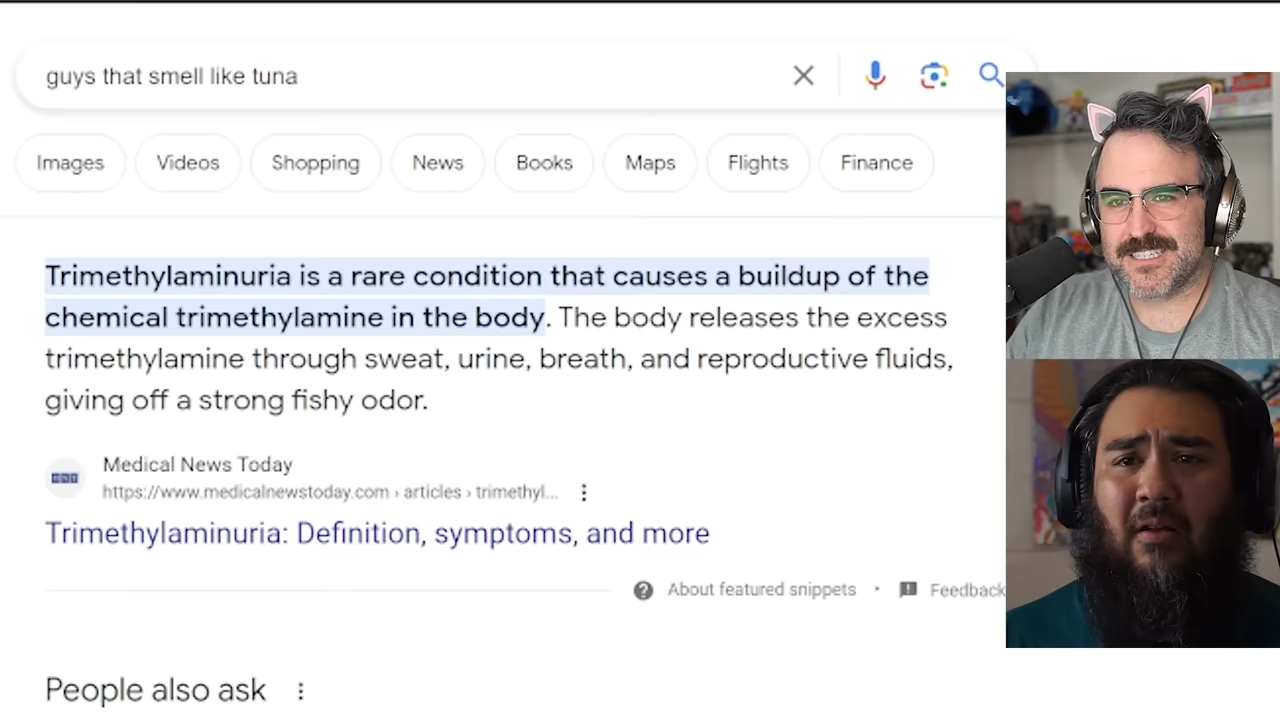 guys that smell like tuna
Images Videos Shopping News Books Maps Flights Finance
Trimethylaminuria is a rare condition that causes a buildup of the
chemical trimethylamine in the body. The body releases the excess
trimethylamine through sweat, urine, breath, and reproductive fluids,
giving off a strong fishy odor.
Medical News Today
https://www.medicalnewstoday.com › articles › trimethyl...
Trimethylaminuria: Definition, symptoms, and more
About featured snippets • Feedback
People also ask